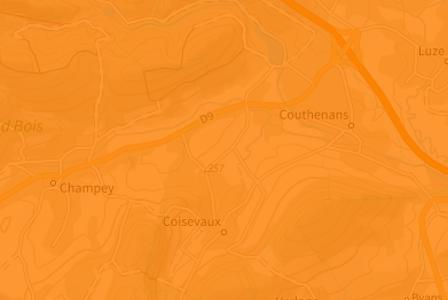 Luze
D9
Couthenans
d Bois
.257
Champey
Coisevaux